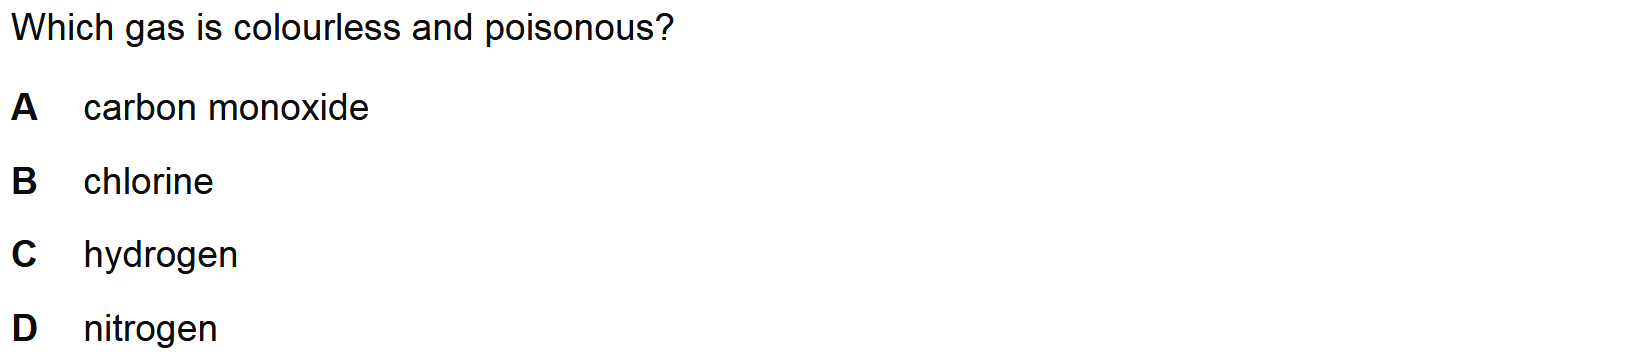 Which gas is colourless and poisonous?
A carbon monoxide
B chlorine
C hydrogen
D nitrogen